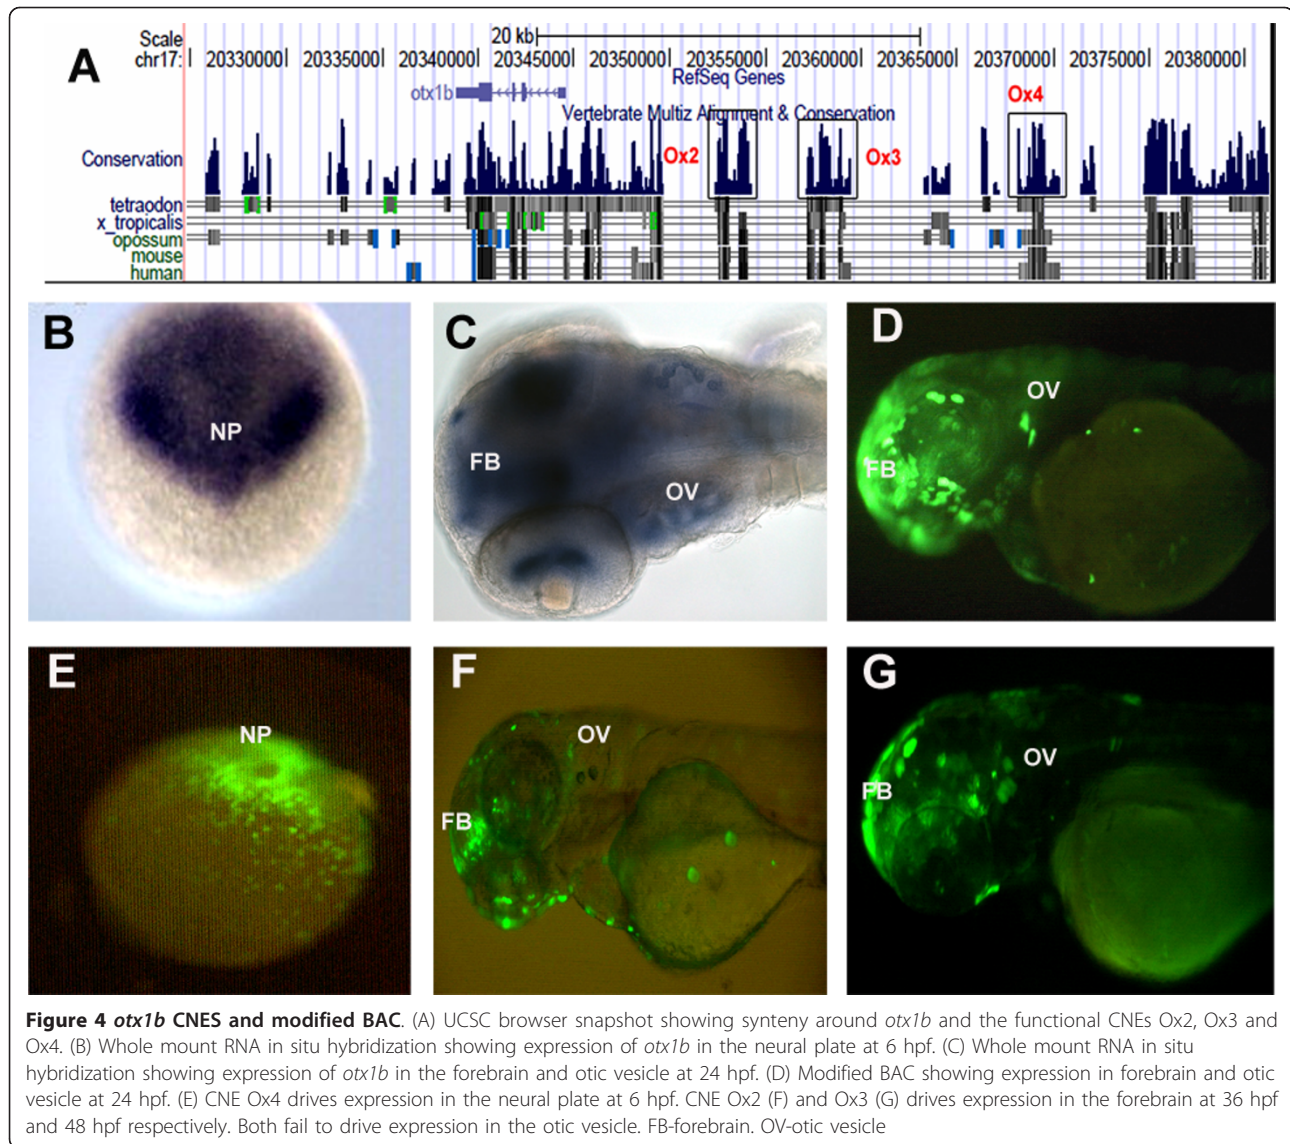 A
Scale
chr17:
20 kb
20330000| 20335000| 20340000| 20345000| 20350000| 20355000| 20360000| 20365000| 20370000| 20375000| 20380000|
RefSeq Genes
otx1b
Vertebrate Multiz Alignment & Conservation
Ox4
Conservation
Ox2
Ox3
tetraodon
x_tropicalis
opossum
mouse
human
B
NP
C
FB
OV
D
OV
FB
E
NP
F
OV
FB
G
OV
FB
Figure 4 otx1b CNES and modified BAC. (A) UCSC browser snapshot showing synteny around otx1b and the functional CNEs Ox2, Ox3 and
Ox4. (B) Whole mount RNA in situ hybridization showing expression of otx1b in the neural plate at 6 hpf. (C) Whole mount RNA in situ
hybridization showing expression of otx1b in the forebrain and otic vesicle at 24 hpf. (D) Modified BAC showing expression in forebrain and otic
vesicle at 24 hpf. (E) CNE Ox4 drives expression in the neural plate at 6 hpf. CNE Ox2 (F) and Ox3 (G) drives expression in the forebrain at 36 hpf
and 48 hpf respectively. Both fail to drive expression in the otic vesicle. FB-forebrain. OV-otic vesicle